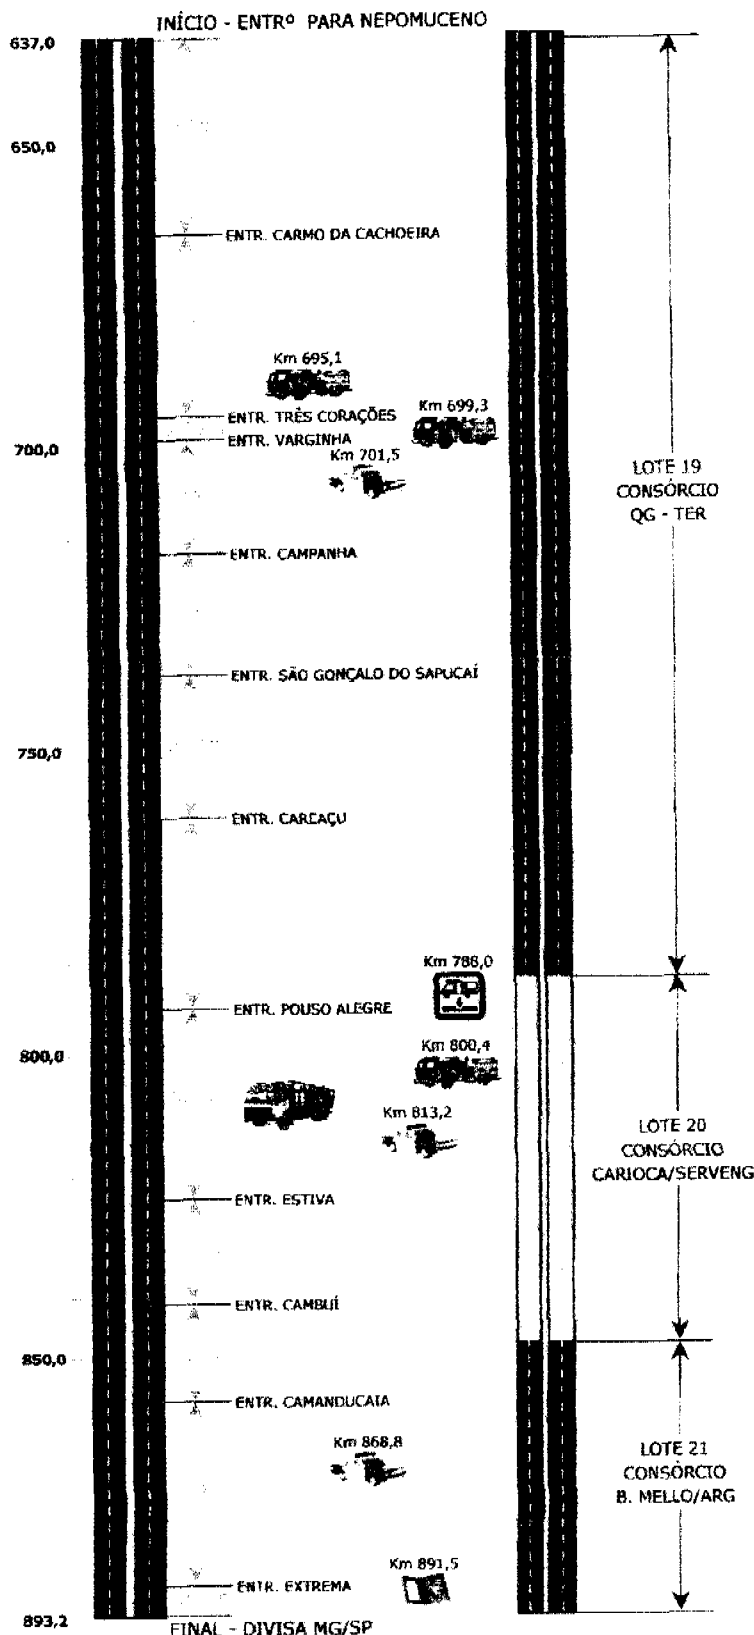 INÍCIO - ENTRº PARA NEPOMUCENO
637,0
650,0
ENTR. CARMO DA CACHOEIRA
Km 695,1
ENTR. TRÊS CORAÇÕES
Km 699,3
ENTR. VARGINHA
700,0
Km 701,5
LOTE 19
CONSÓRCIO
QG - TER
ENTR. CAMPANHA
ENTR. SÃO GONÇALO DO SAPUCAÍ
750,0
ENTR. CAREAÇU
Km 788,0
ENTR. POUSO ALEGRE
800,0
Km 800,4
Km 813,2
LOTE 20
CONSÓRCIO
CARIOCA/SERVENG
ENTR. ESTIVA
ENTR. CAMBUÍ
850,0
ENTR. CAMANDUCAIA
Km 868,8
LOTE 21
CONSÓRCIO
B. MELLO/ARG
Km 891,5
ENTR. EXTREMA
893,2
FINAL - DIVISA MG/SP